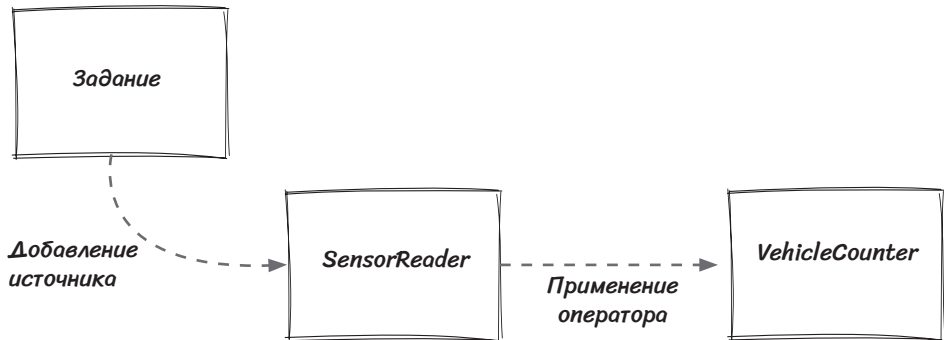 Задание
Добавление
источника
SensorReader
Применение
оператора
VehicleCounter